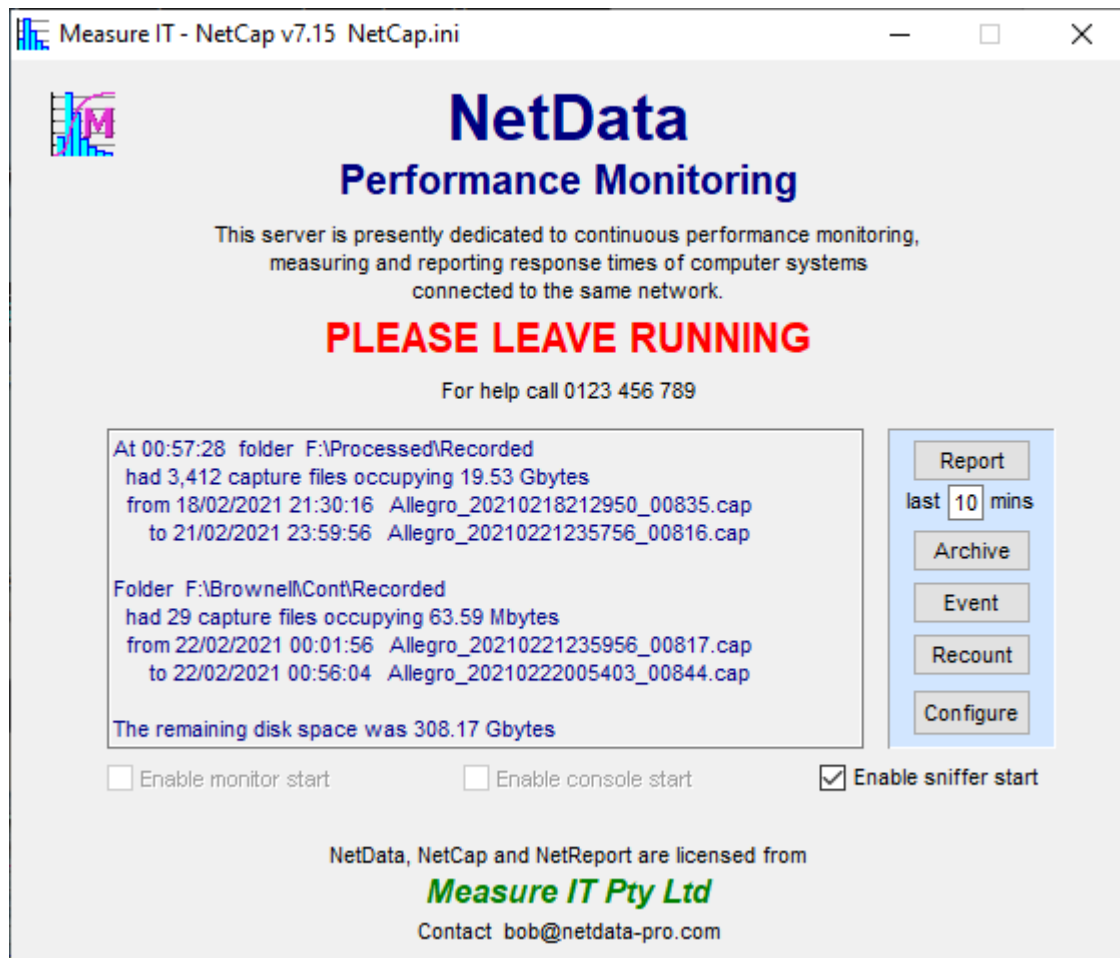 Measure IT - NetCap v7.15 NetCap.ini
M
NetData
Performance Monitoring
This server is presently dedicated to continuous performance monitoring,
measuring and reporting response times of computer systems
connected to the same network.
PLEASE LEAVE RUNNING
For help call 0123 456 789
At 00:57:28 folder F:\Processed\Recorded
had 3,412 capture files occupying 19.53 Gbytes
from 18/02/2021 21:30:16 Allegro_20210218212950_00835.cap
to 21/02/2021 23:59:56 Allegro_20210221235756_00816.cap
Folder F:\Brownell\Cont\Recorded
had 29 capture files occupying 63.59 Mbytes
from 22/02/2021 00:01:56 Allegro_20210221235956_00817.cap
to 22/02/2021 00:56:04 Allegro_20210222005403_00844.cap
The remaining disk space was 308.17 Gbytes
Report
last 10 mins
Archive
Event
Recount
Configure
Enable monitor start
Enable console start
Enable sniffer start
NetData, NetCap and NetReport are licensed from
Measure IT Pty Ltd
Contact bob@netdata-pro.com